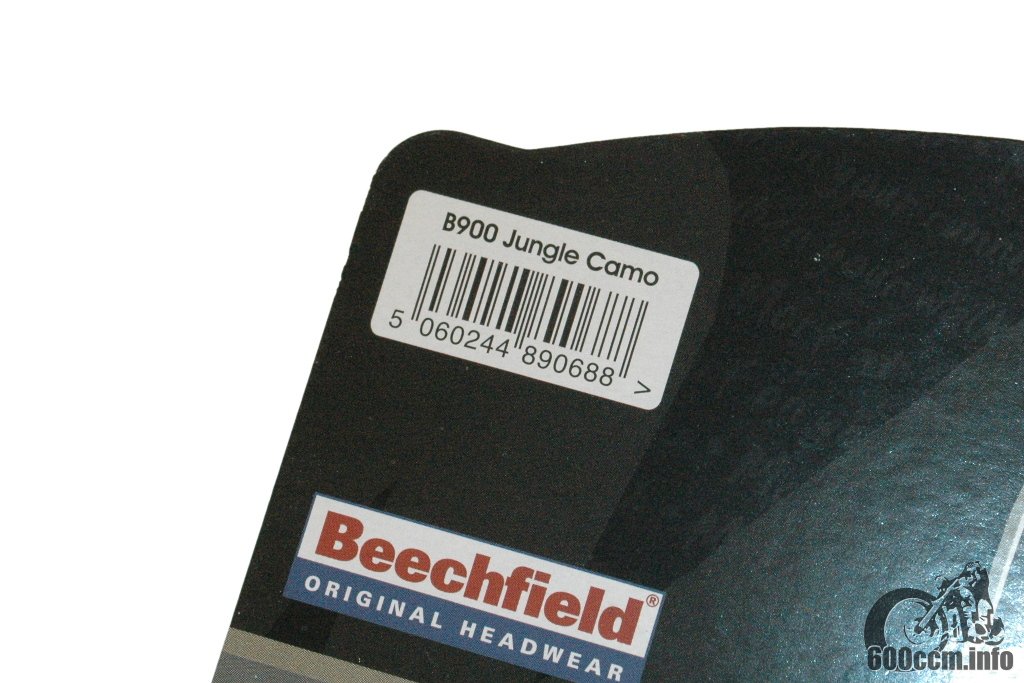 B900 Jungle Camo
5 060244 890688 >
Beechfield®
ORIGINAL HEADWEAR
600ccm.info